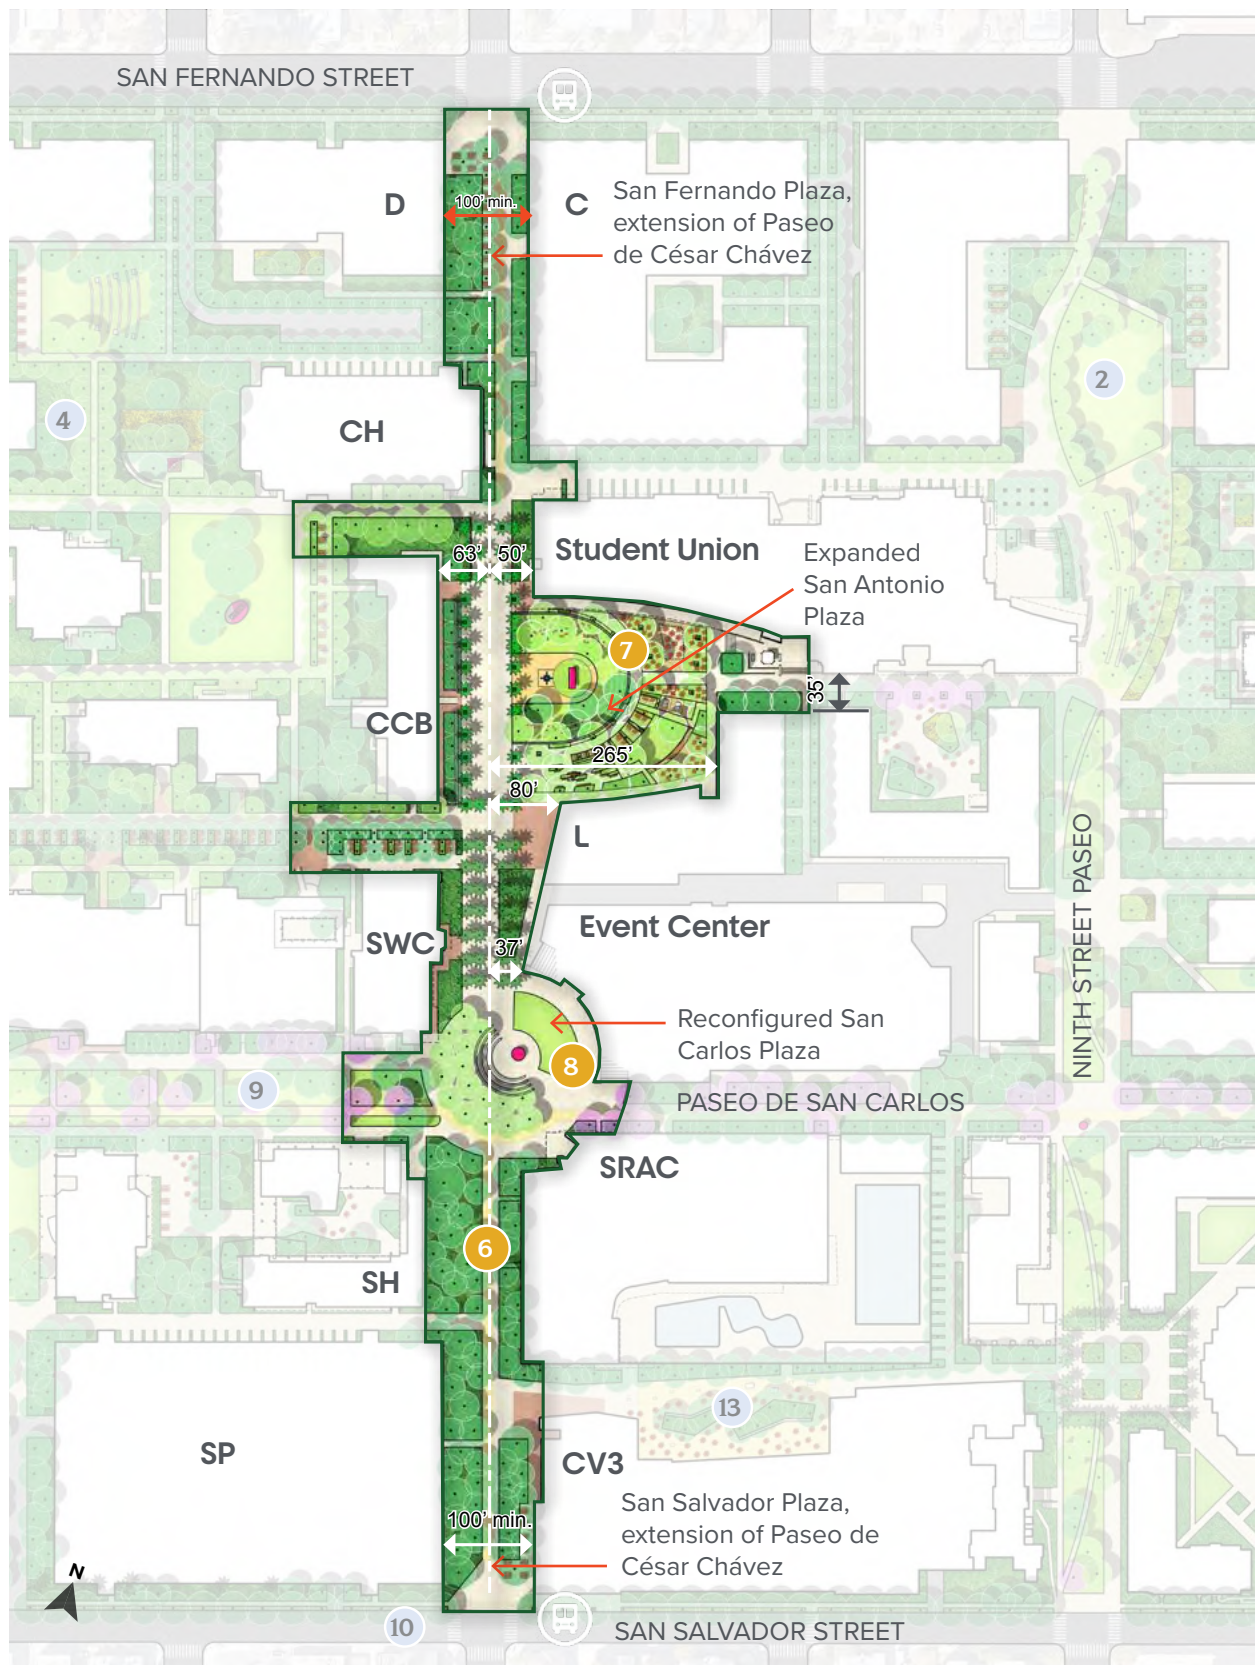 SAN FERNANDO STREET
D
100' min.
C
San Fernando Plaza,
extension of Paseo
de César Chávez
2
4
CH
63'
50'
Student Union
Expanded
San Antonio
Plaza
7
35'
CCB
265'
80'
L
NINTH STREET PASEO
SWC
37'
Event Center
Reconfigured San
Carlos Plaza
8
9
PASEO DE SAN CARLOS
SRAC
6
SH
13
SP
CV3
San Salvador Plaza,
extension of Paseo de
César Chávez
100' min.
N
10
SAN SALVADOR STREET